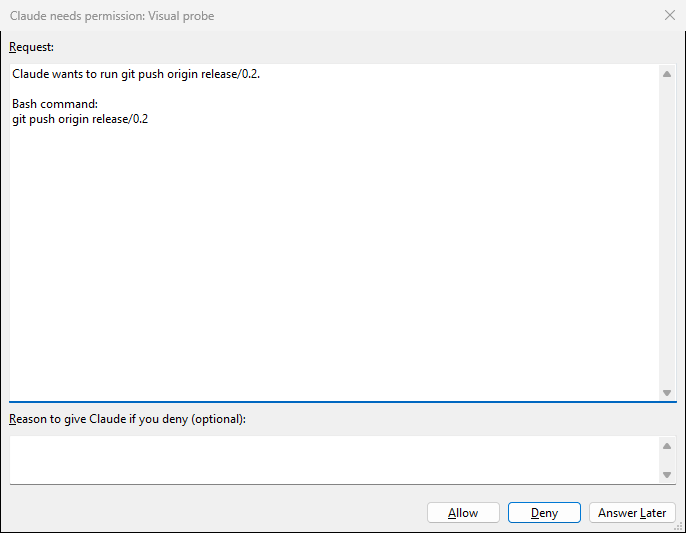 Claude needs permission: Visual probe
Request:
Claude wants to run git push origin release/0.2.

Bash command:
git push origin release/0.2
Reason to give Claude if you deny (optional):
Allow
Deny
Answer Later